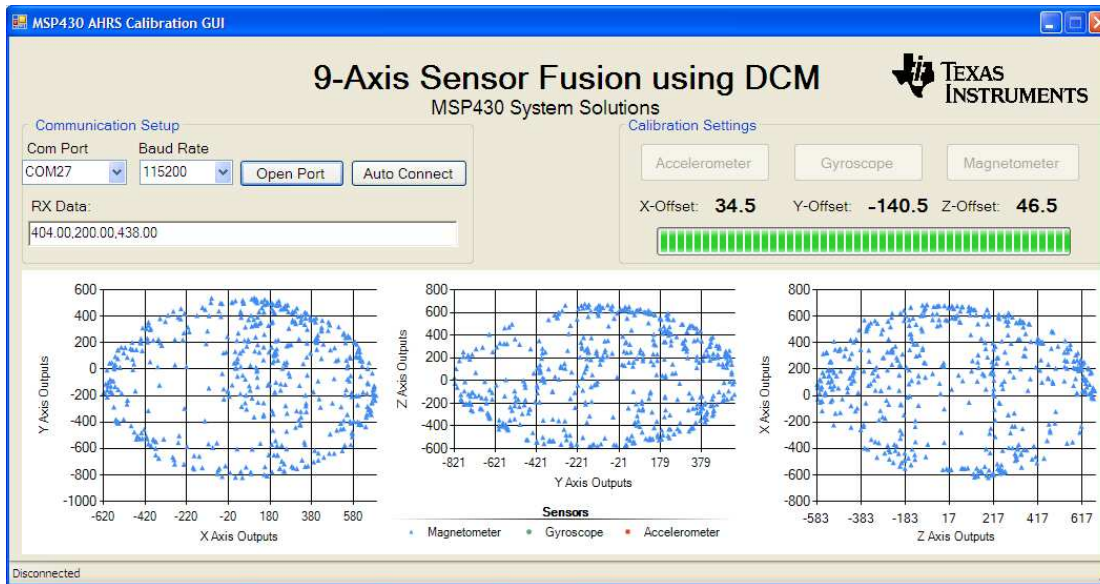 MSP430 AHRS Calibration GUI
9-Axis Sensor Fusion using DCM
MSP430 System Solutions
TEXAS
INSTRUMENTS
Communication Setup
Com Port
Baud Rate
COM27
115200
Open Port
Auto Connect
RX Data:
404.00,200.00,438.00
Calibration Settings
Accelerometer
Gyroscope
Magnetometer
X-Offset: 34.5
Y-Offset: -140.5
Z-Offset: 46.5
600
400
200
0
-200
-400
-600
-800
-1000
Y Axis Outputs
-620 -420 -220 -20 180 380 580
X Axis Outputs
800
600
400
200
0
-200
-400
-600
Z Axis Outputs
-821 -621 -421 -221 -21 179 379
Y Axis Outputs
800
600
400
200
0
-200
-400
-600
-800
X Axis Outputs
-583 -383 -183 17 217 417 617
Z Axis Outputs
Sensors
Magnetometer Gyroscope Accelerometer
Disconnected